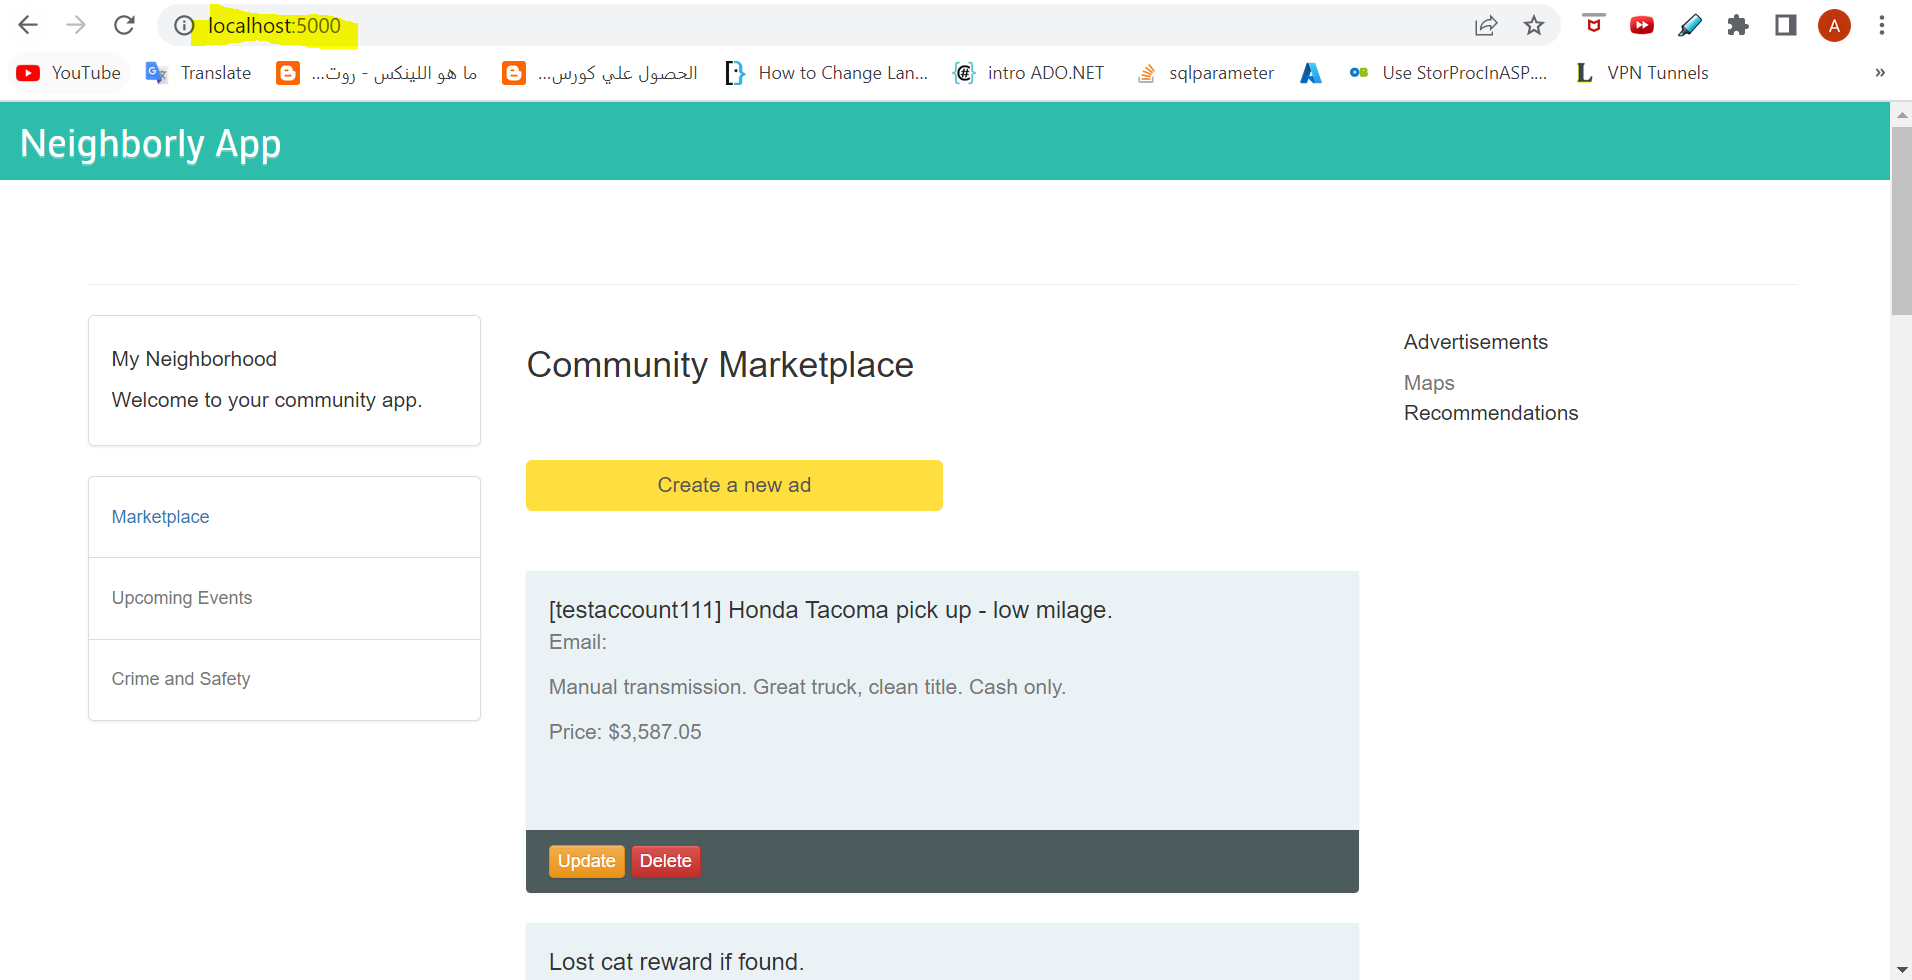 localhost:5000
A
YouTube
Translate
ما هو اللينكس - روت...
الحصول علي كورس...
How to Change Lan...
intro ADO.NET
sqlparameter
Use StorProcInASP....
VPN Tunnels
»
Neighborly App
My Neighborhood
Welcome to your community app.
Marketplace
Upcoming Events
Crime and Safety
Community Marketplace
Create a new ad
[testaccount111] Honda Tacoma pick up - low milage.
Email:
Manual transmission. Great truck, clean title. Cash only.
Price: $3,587.05
Update Delete
Lost cat reward if found.
Advertisements
Maps
Recommendations